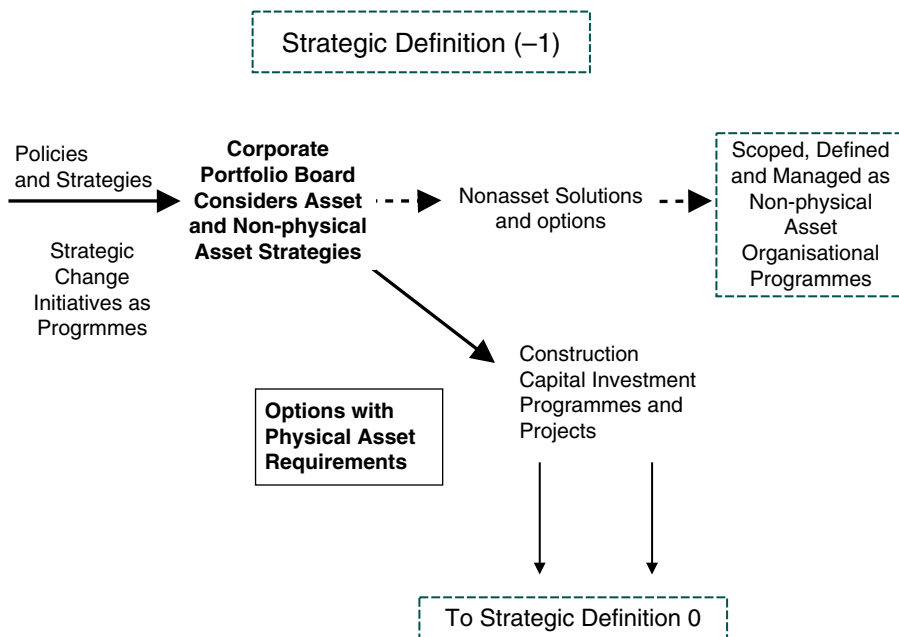 Strategic Definition (–1)
Policies
and Strategies
Strategic
Change
Initiatives as
Progrmmes
Corporate
Portfolio Board
Considers Asset
and Non-physical
Asset Strategies
Nonasset Solutions
and options
Scoped, Defined
and Managed as
Non-physical
Asset
Organisational
Programmes
Construction
Capital Investment
Programmes and
Projects
Options with
Physical Asset
Requirements
To Strategic Definition 0